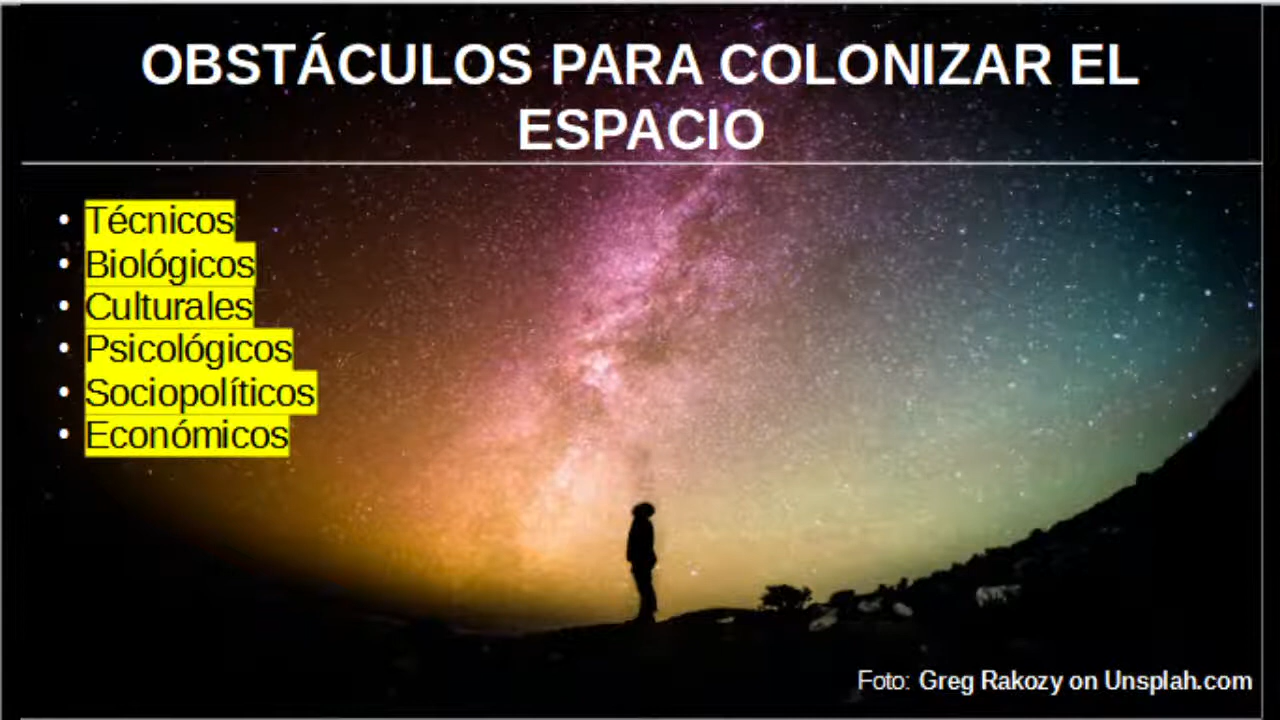 OBSTÁCULOS PARA COLONIZAR EL
ESPACIO
• Técnicos
• Biológicos
• Culturales
• Psicológicos
• Sociopolíticos
• Económicos
Foto: Greg Rakozy on Unsplah.com